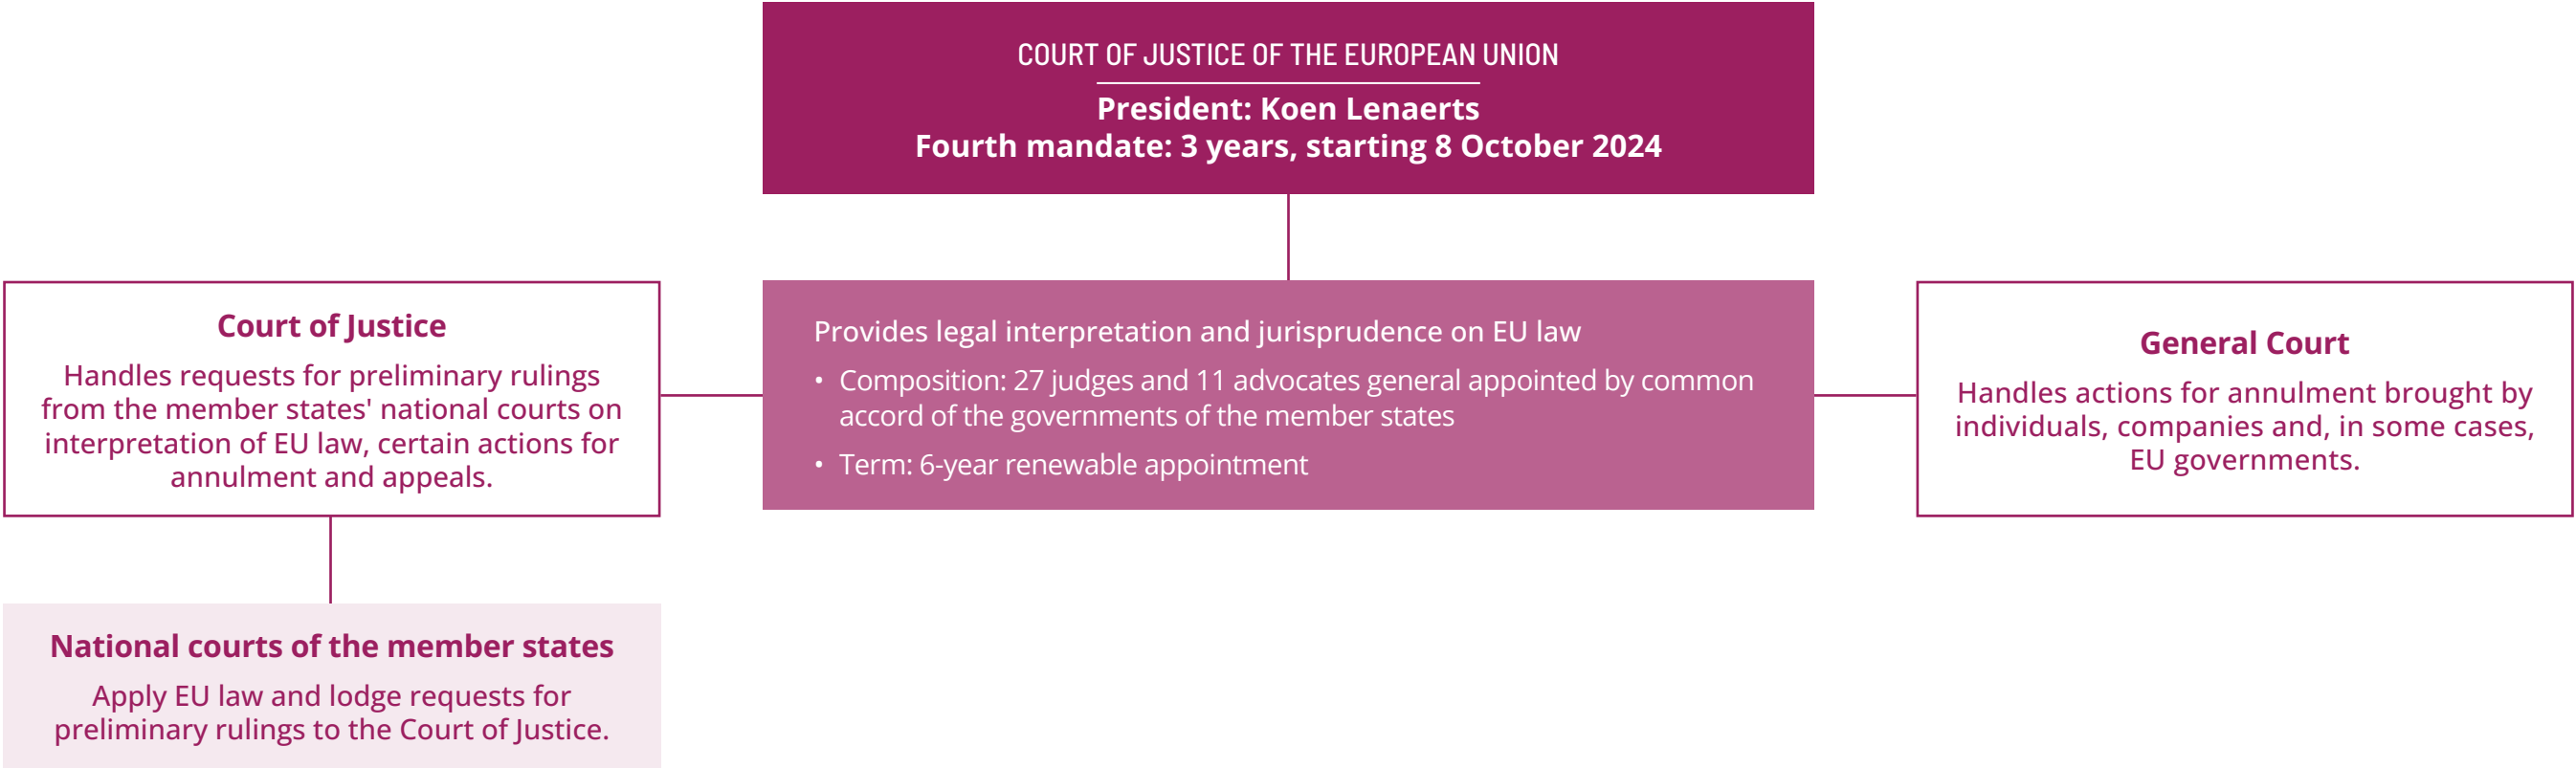 COURT OF JUSTICE OF THE EUROPEAN UNION
President: Koen Lenaerts
Fourth mandate: 3 years, starting 8 October 2024
Court of Justice
Handles requests for preliminary rulings
from the member states' national courts on
interpretation of EU law, certain actions for
annulment and appeals.
Provides legal interpretation and jurisprudence on EU law
• Composition: 27 judges and 11 advocates general appointed by common
accord of the governments of the member states
• Term: 6-year renewable appointment
General Court
Handles actions for annulment brought by
individuals, companies and, in some cases,
EU governments.
National courts of the member states
Apply EU law and lodge requests for
preliminary rulings to the Court of Justice.